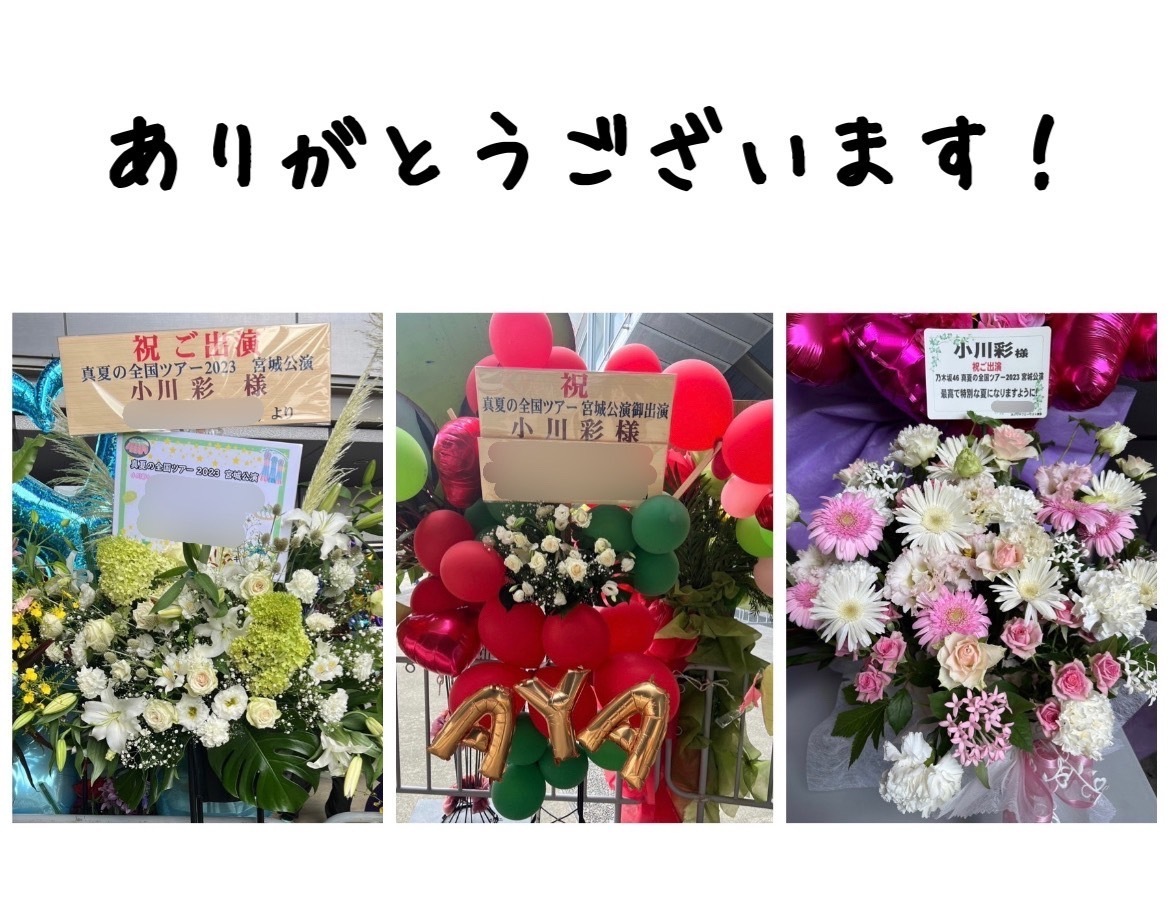 ありがとうございます！
祝ご出演
真夏の全国ツアー2023 宮城公演
小川彩 様
より
真夏の全国ツアー 2023 宮城公演
祝
真夏の全国ツアー宮城公演御出演
小川彩様
AYA
小川彩様
祝ご出演
乃木坂46 真夏の全国ツアー2023 宮城公演
最高で特別な夏になりますように!